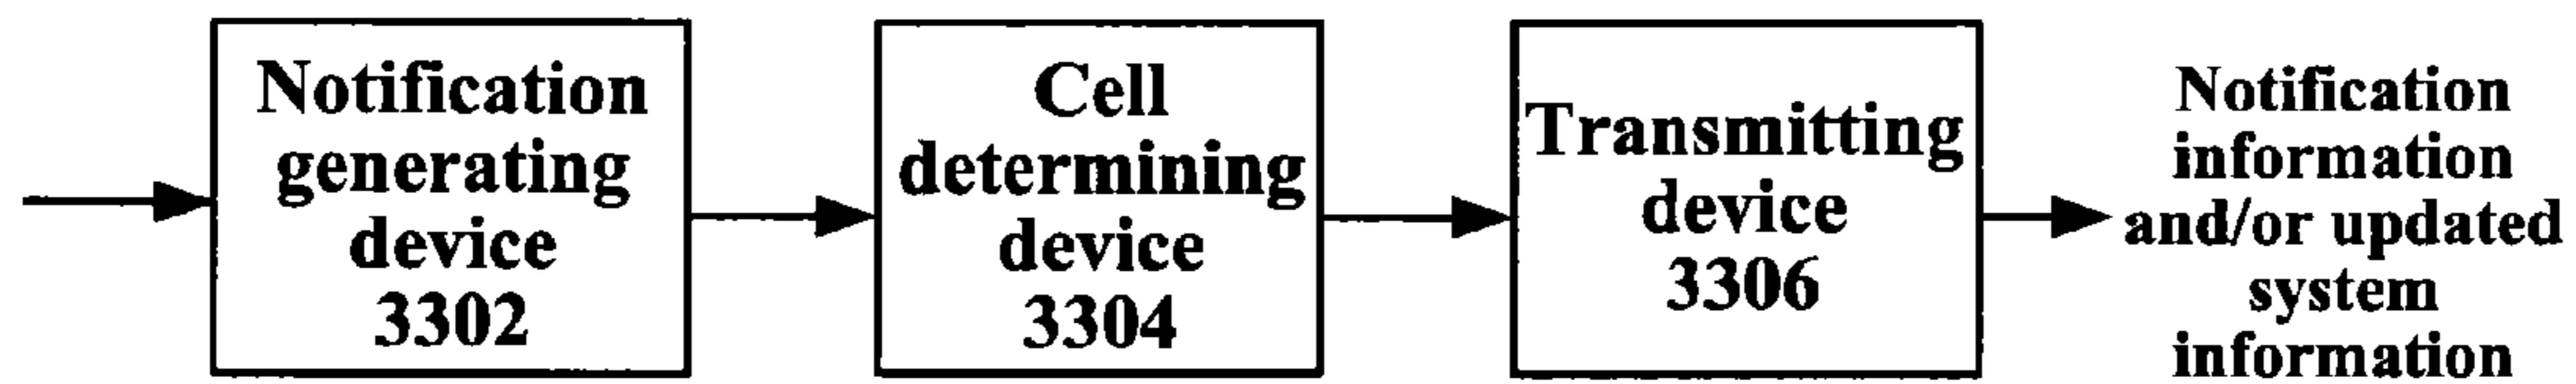 Notification
generating
device
3302
Cell
determining
device
3304
Transmitting
device
3306
Notification
information
and/or updated
system
information